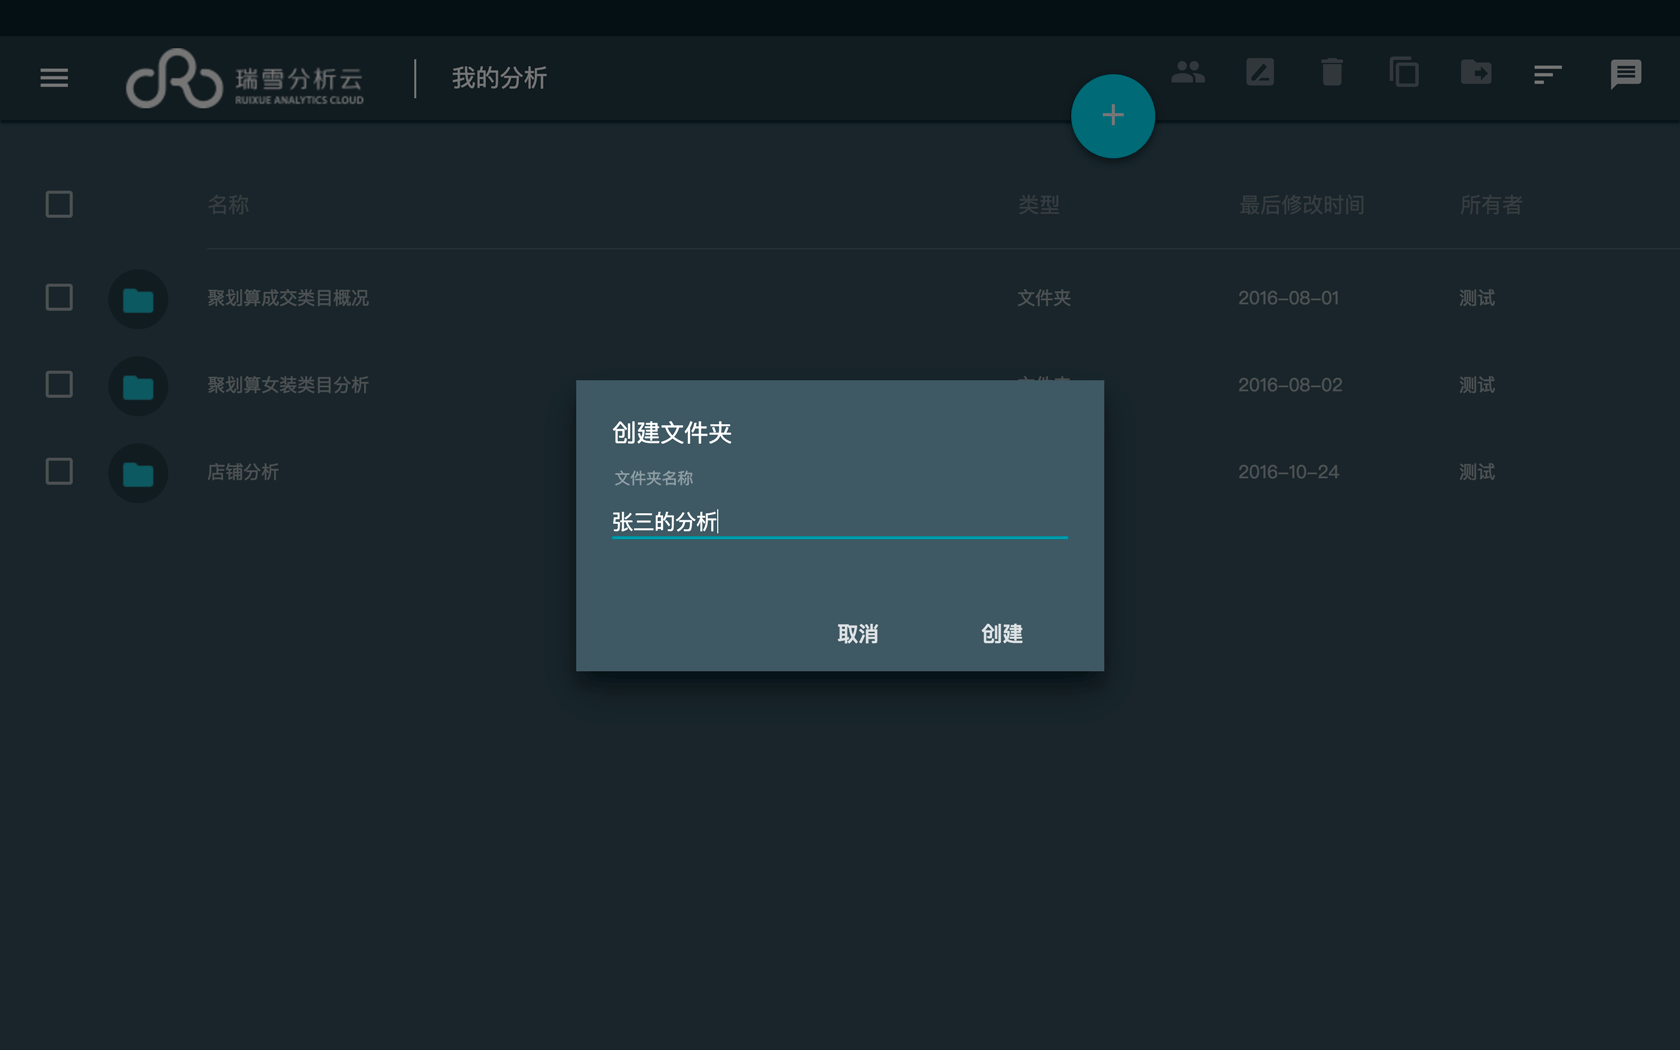 瑞雪分析云
RUIXUE ANALYTICS CLOUD
我的分析
名称 类型 最后修改时间 所有者
聚划算成交类目概况 文件夹 2016-08-01 测试
聚划算女装类目分析 2016-08-02 测试
店铺分析 2016-10-24 测试
创建文件夹
文件夹名称
张三的分析
取消 创建